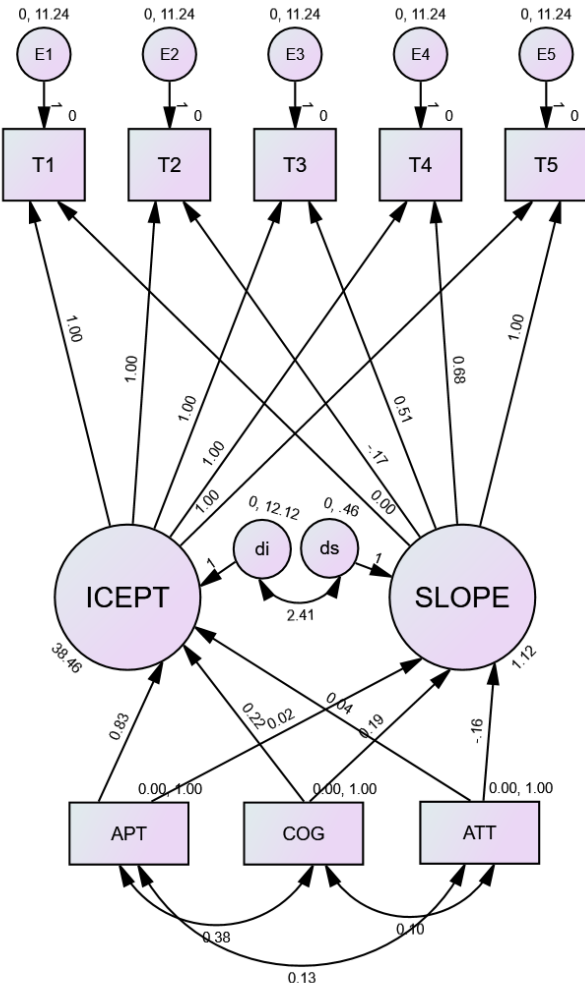 0, 11.24 0, 11.24 0, 11.24 0, 11.24 0, 11.24
E1 E2 E3 E4 E5
1 0 1 0 1 0 1 0 1 0
T1 T2 T3 T4 T5
1.00 1.00 1.00 1.00 1.00 0.00 -.17 0.51 0.68 1.00
0, 12.12 0, .46
di ds
1 1
ICEPT SLOPE
2.41
38.46 1.12
0.83 0.22 0.02 0.04 0.19 -.16
0.00, 1.00 0.00, 1.00 0.00, 1.00
APT COG ATT
0.38 0.10
0.13